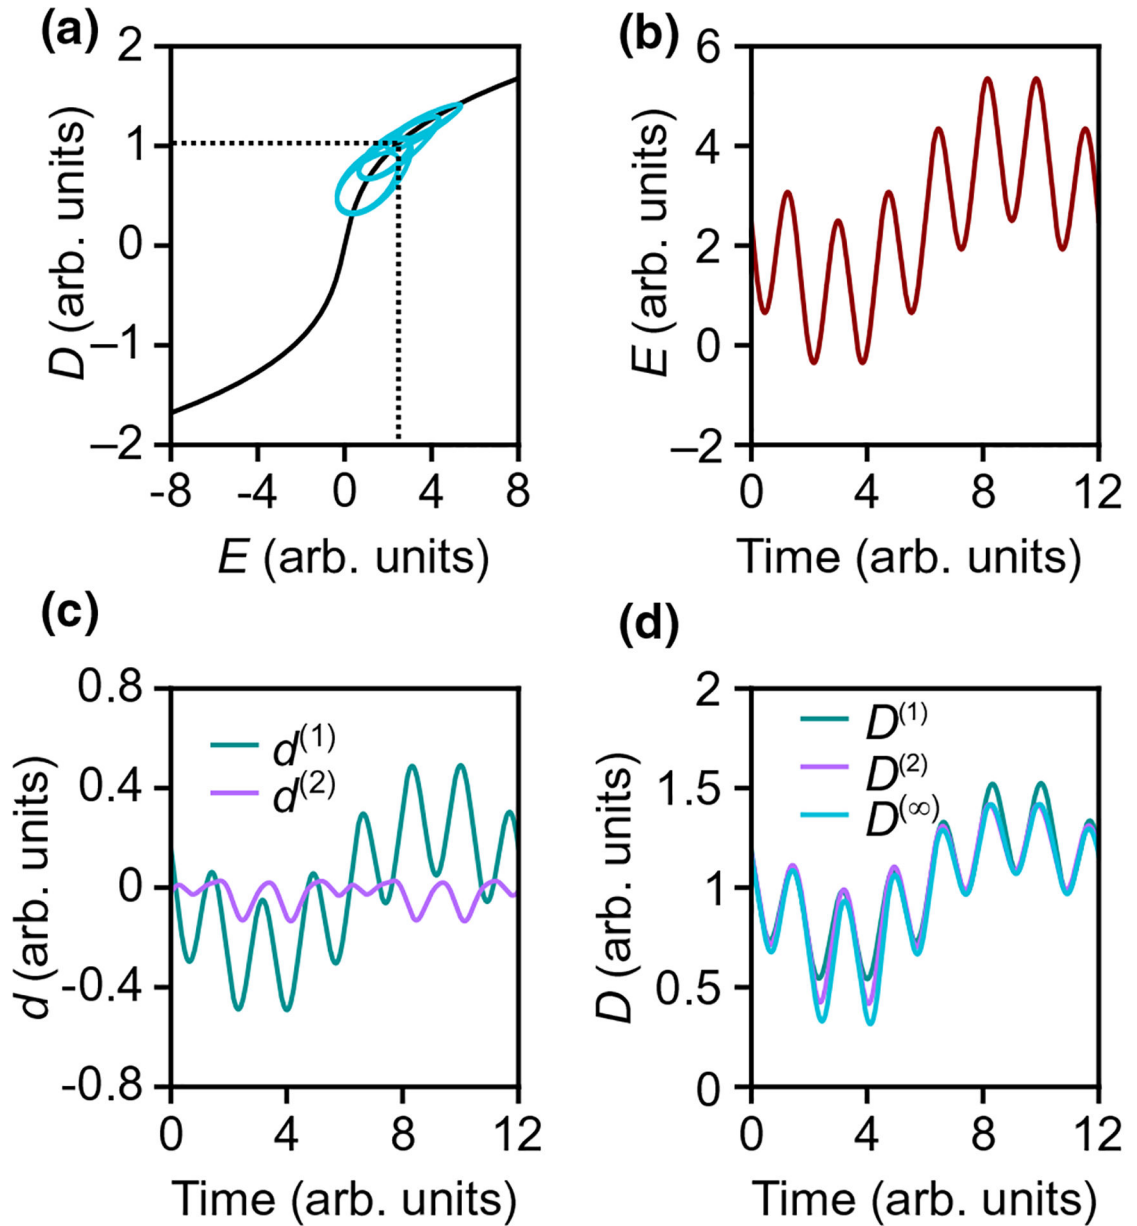 (a)
2
1
0
–1
–2
D (arb. units)
-8 -4 0 4 8
E (arb. units)
(b)
6
4
2
0
–2
E (arb. units)
0 4 8 12
Time (arb. units)
(c)
0.8
0.4
0
-0.4
-0.8
d (arb. units)
d(1)
d(2)
0 4 8 12
Time (arb. units)
(d)
2
1.5
1
0.5
0
D (arb. units)
D(1)
D(2)
D(∞)
0 4 8 12
Time (arb. units)